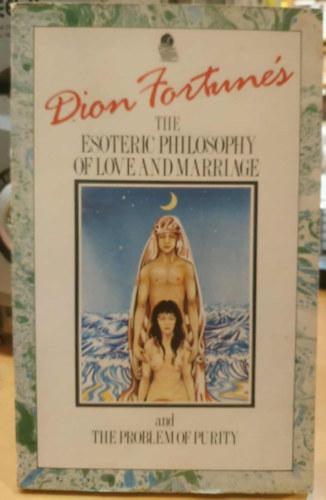 Dion Fortune's
THE
ESOTERIC PHILOSOPHY
OF LOVE AND MARRIAGE
and
THE PROBLEM OF PURITY